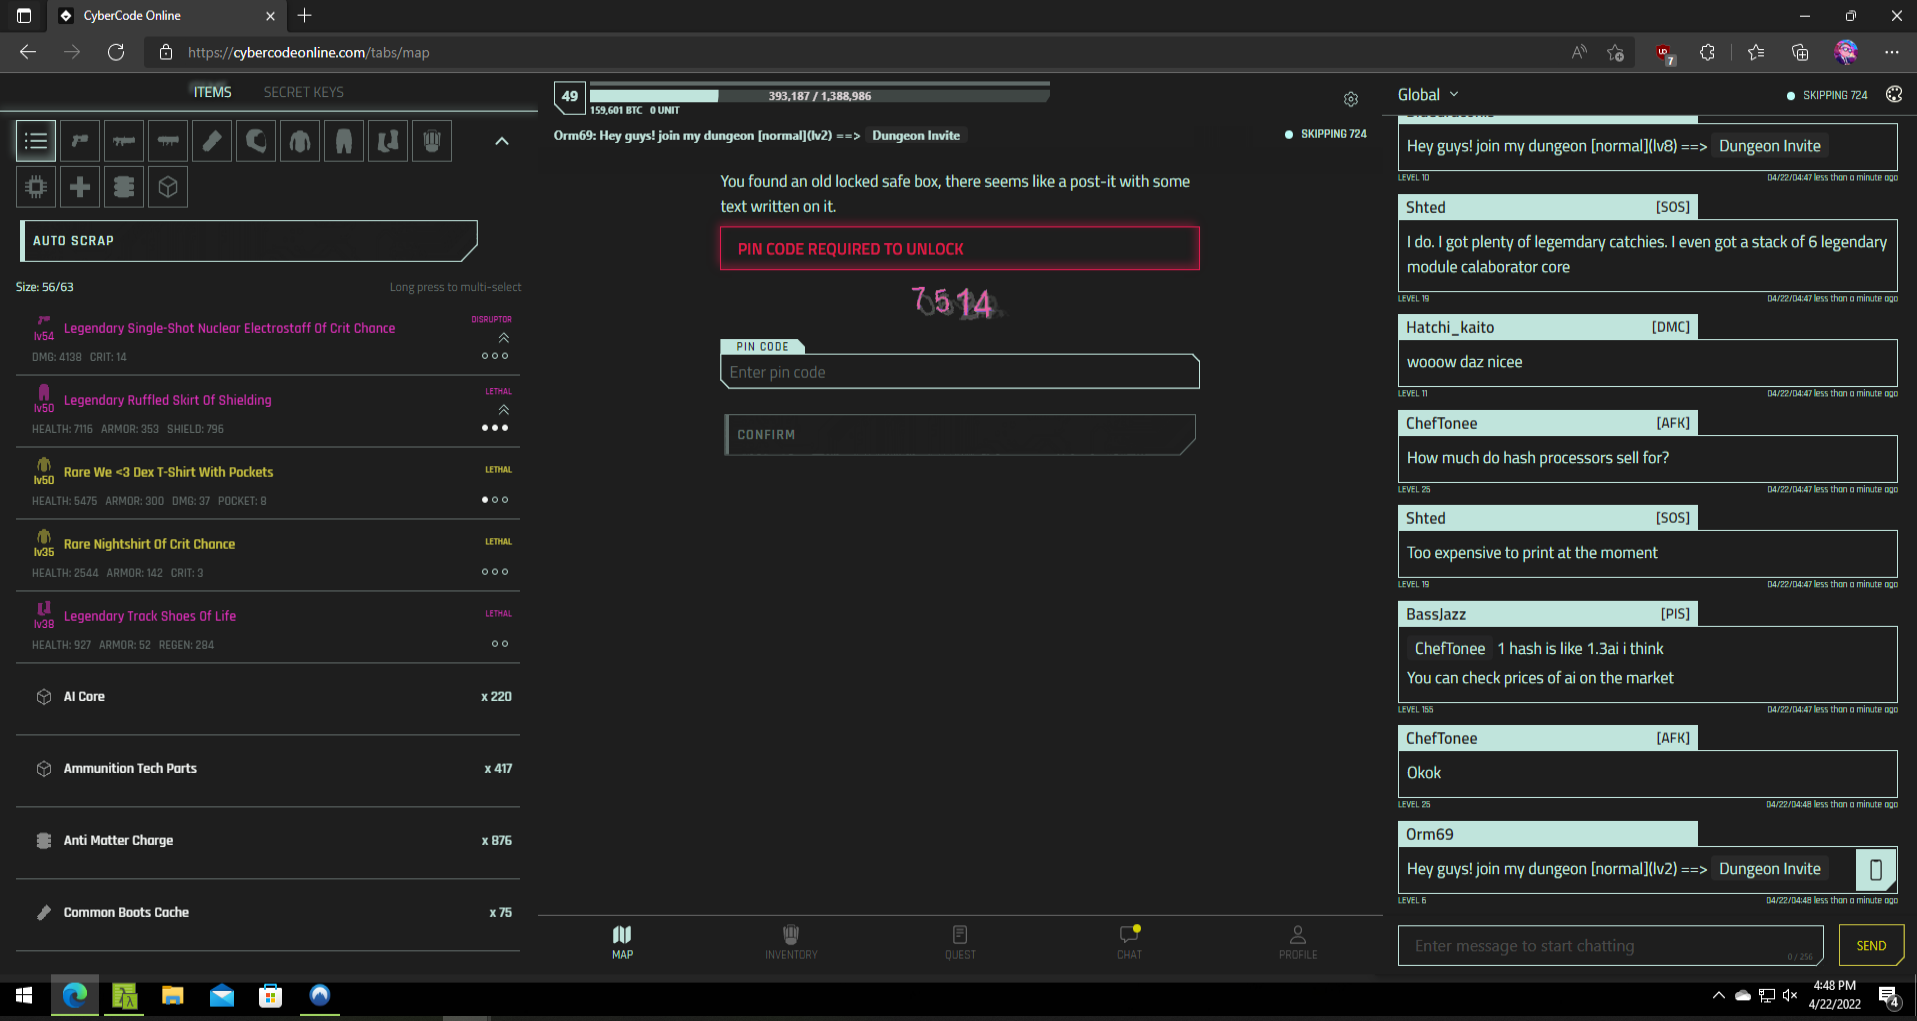 CyberCode Online
https://cybercodeonline.com/tabs/map
7
ITEMS
SECRET KEYS
AUTO SCRAP
Size: 56/63
Long press to multi-select
lv54
Legendary Single-Shot Nuclear Electrostaff Of Crit Chance
DISRUPTOR
DMG: 4138 CRIT: 14
lv50
Legendary Ruffled Skirt Of Shielding
LETHAL
HEALTH: 7116 ARMOR: 353 SHIELD: 796
lv50
Rare We <3 Dex T-Shirt With Pockets
LETHAL
HEALTH: 5475 ARMOR: 300 DMG: 37 POCKET: 8
lv35
Rare Nightshirt Of Crit Chance
LETHAL
HEALTH: 2544 ARMOR: 142 CRIT: 3
lv38
Legendary Track Shoes Of Life
LETHAL
HEALTH: 927 ARMOR: 52 REGEN: 284
AI Core
x 220
Ammunition Tech Parts
x 417
Anti Matter Charge
x 876
Common Boots Cache
x 75
49
393,187 / 1,388,986
159,601 BTC 0 UNIT
Orm69: Hey guys! join my dungeon [normal](lv2) ==> Dungeon Invite
SKIPPING 724
You found an old locked safe box, there seems like a post-it with some
text written on it.
PIN CODE REQUIRED TO UNLOCK
7514
PIN CODE
Enter pin code
CONFIRM
MAP
INVENTORY
QUEST
CHAT
PROFILE
Global
SKIPPING 724
Hey guys! join my dungeon [normal](lv8) ==> Dungeon Invite
LEVEL 10
04/22/04:47 less than a minute ago
Shted [SOS]
I do. I got plenty of legemdary catchies. I even got a stack of 6 legendary
module calaborator core
LEVEL 19
04/22/04:47 less than a minute ago
Hatchi_kaito [DMC]
wooow daz nicee
LEVEL 11
04/22/04:47 less than a minute ago
ChefTonee [AFK]
How much do hash processors sell for?
LEVEL 25
04/22/04:47 less than a minute ago
Shted [SOS]
Too expensive to print at the moment
LEVEL 19
04/22/04:47 less than a minute ago
BassJazz [PIS]
ChefTonee 1 hash is like 1.3ai i think
You can check prices of ai on the market
LEVEL 155
04/22/04:47 less than a minute ago
ChefTonee [AFK]
Okok
LEVEL 25
04/22/04:48 less than a minute ago
Orm69
Hey guys! join my dungeon [normal](lv2) ==> Dungeon Invite
LEVEL 6
04/22/04:48 less than a minute ago
Enter message to start chatting
0 / 256
SEND
4:48 PM
4/22/2022
4